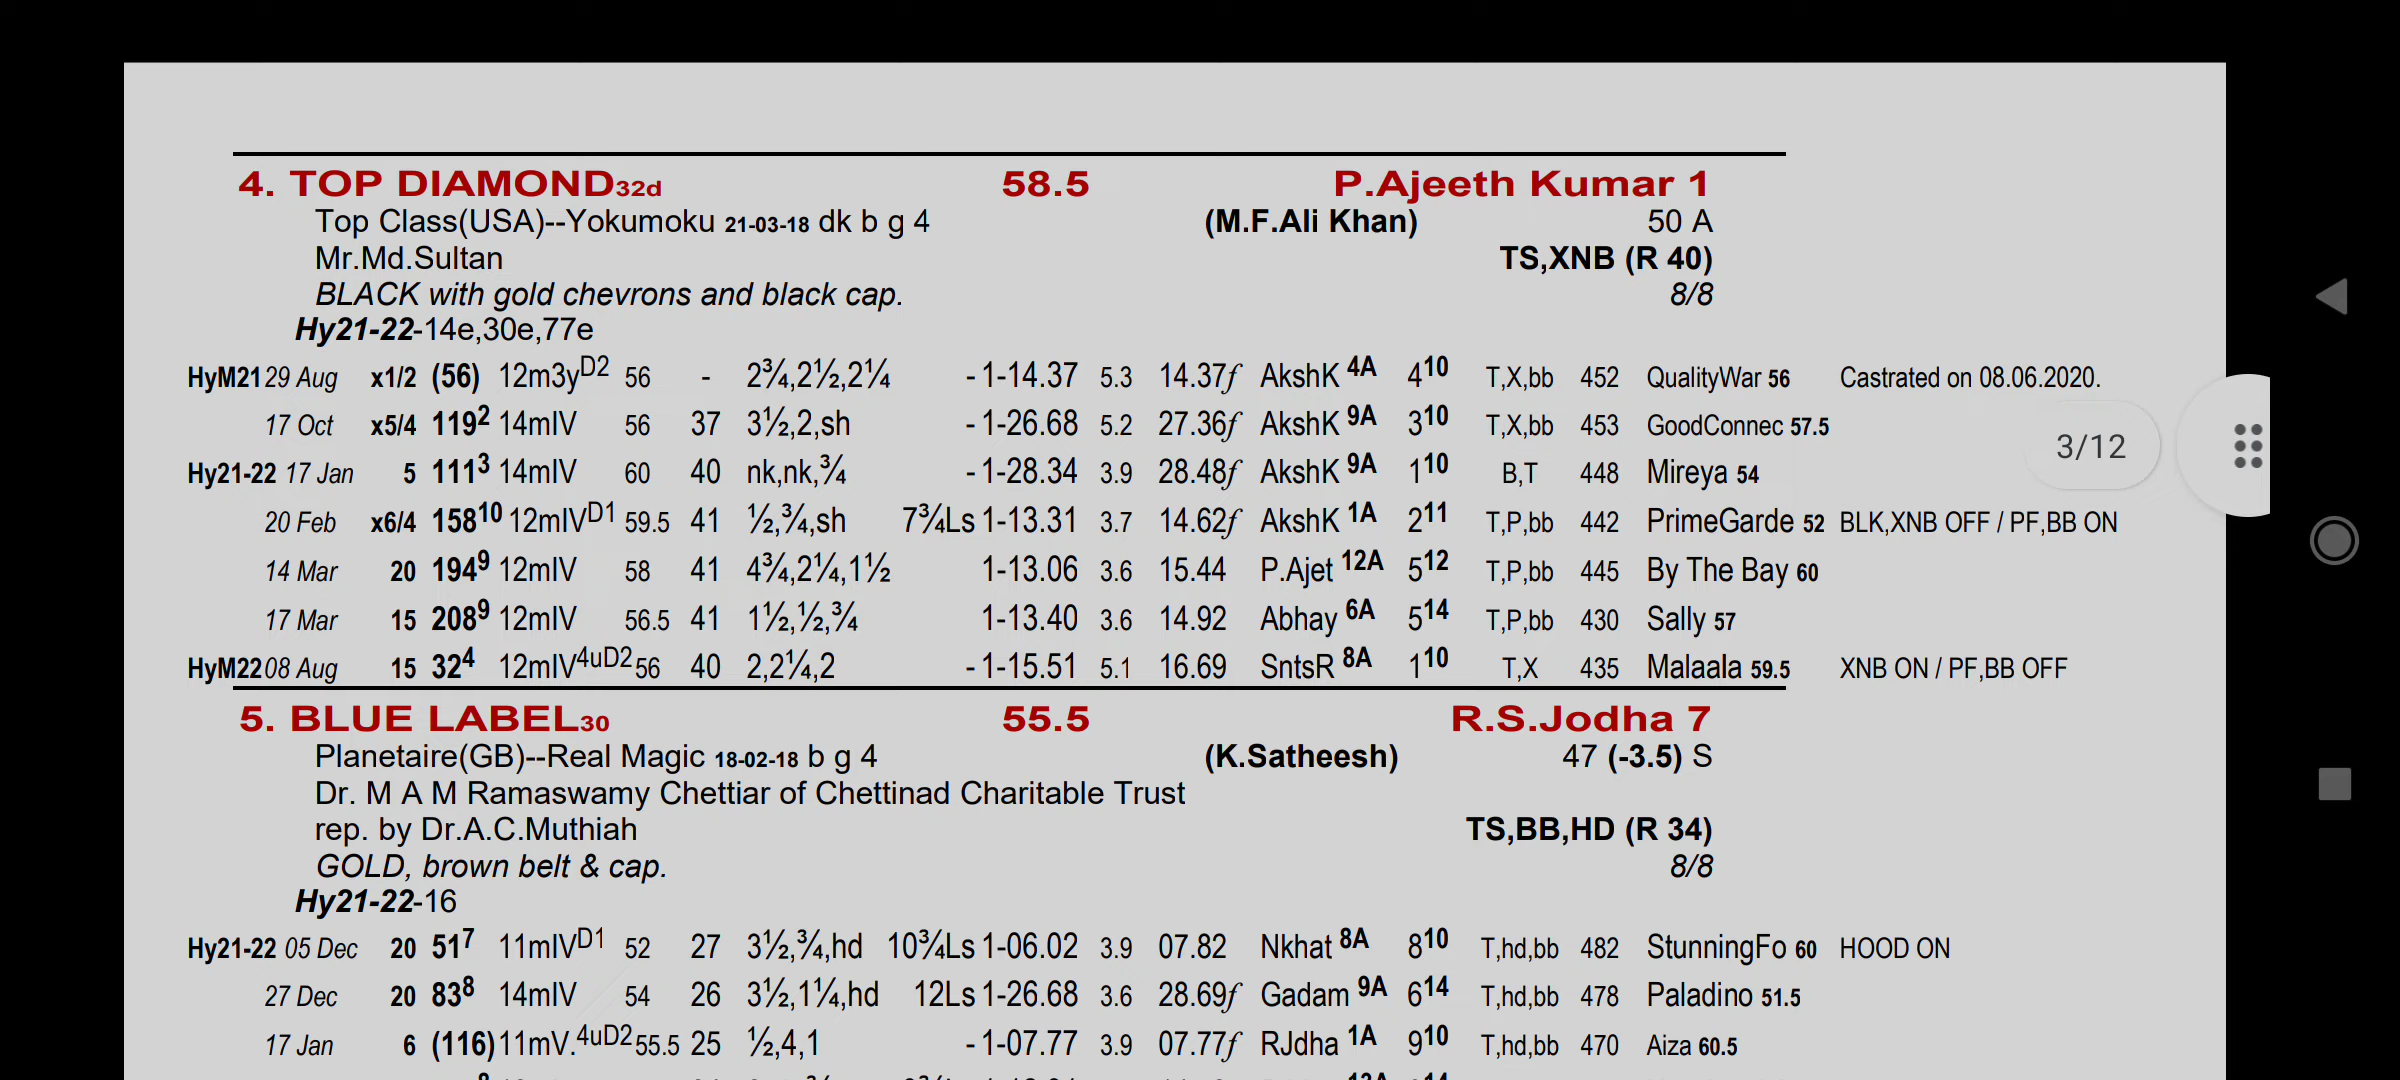 4. TOP DIAMOND32d 58.5 P.Ajeeth Kumar 1
Top Class(USA)--Yokumoku 21-03-18 dk b g 4 (M.F.Ali Khan) 50 A
Mr.Md.Sultan TS,XNB (R 40)
BLACK with gold chevrons and black cap. 8/8
Hy21-22-14e,30e,77e
HyM21 29 Aug x1/2 (56) 12m3yD2 56 - 2¾,2½,2¼ - 1-14.37 5.3 14.37f AkshK 4A 4¹⁰ T,X,bb 452 QualityWar 56 Castrated on 08.06.2020.
17 Oct x5/4 119² 14mIV 56 37 3½,2,sh - 1-26.68 5.2 27.36f AkshK 9A 3¹⁰ T,X,bb 453 GoodConnec 57.5
3/12
Hy21-22 17 Jan 5 111³ 14mIV 60 40 nk,nk,¾ - 1-28.34 3.9 28.48f AkshK 9A 1¹⁰ B,T 448 Mireya 54
20 Feb x6/4 158¹⁰ 12mIVD1 59.5 41 ½,¾,sh 7¾Ls 1-13.31 3.7 14.62f AkshK 1A 2¹¹ T,P,bb 442 PrimeGarde 52 BLK,XNB OFF / PF,BB ON
14 Mar 20 194⁹ 12mIV 58 41 4¾,2¼,1½ 1-13.06 3.6 15.44 P.Ajet 12A 5¹² T,P,bb 445 By The Bay 60
17 Mar 15 208⁹ 12mIV 56.5 41 1½,½,¾ 1-13.40 3.6 14.92 Abhay 6A 5¹⁴ T,P,bb 430 Sally 57
HyM22 08 Aug 15 32⁴ 12mIV4uD2 56 40 2,2¼,2 - 1-15.51 5.1 16.69 SntsR 8A 1¹⁰ T,X 435 Malaala 59.5 XNB ON / PF,BB OFF
5. BLUE LABEL30 55.5 R.S.Jodha 7
Planetaire(GB)--Real Magic 18-02-18 b g 4 (K.Satheesh) 47 (-3.5) S
Dr. M A M Ramaswamy Chettiar of Chettinad Charitable Trust
rep. by Dr.A.C.Muthiah TS,BB,HD (R 34)
GOLD, brown belt & cap. 8/8
Hy21-22-16
Hy21-22 05 Dec 20 51⁷ 11mIVD1 52 27 3½,¾,hd 10¾Ls 1-06.02 3.9 07.82 Nkhat 8A 8¹⁰ T,hd,bb 482 StunningFo 60 HOOD ON
27 Dec 20 83⁸ 14mIV 54 26 3½,1¼,hd 12Ls 1-26.68 3.6 28.69f Gadam 9A 6¹⁴ T,hd,bb 478 Paladino 51.5
17 Jan 6 (116) 11mV.4uD2 55.5 25 ½,4,1 - 1-07.77 3.9 07.77f RJdha 1A 9¹⁰ T,hd,bb 470 Aiza 60.5